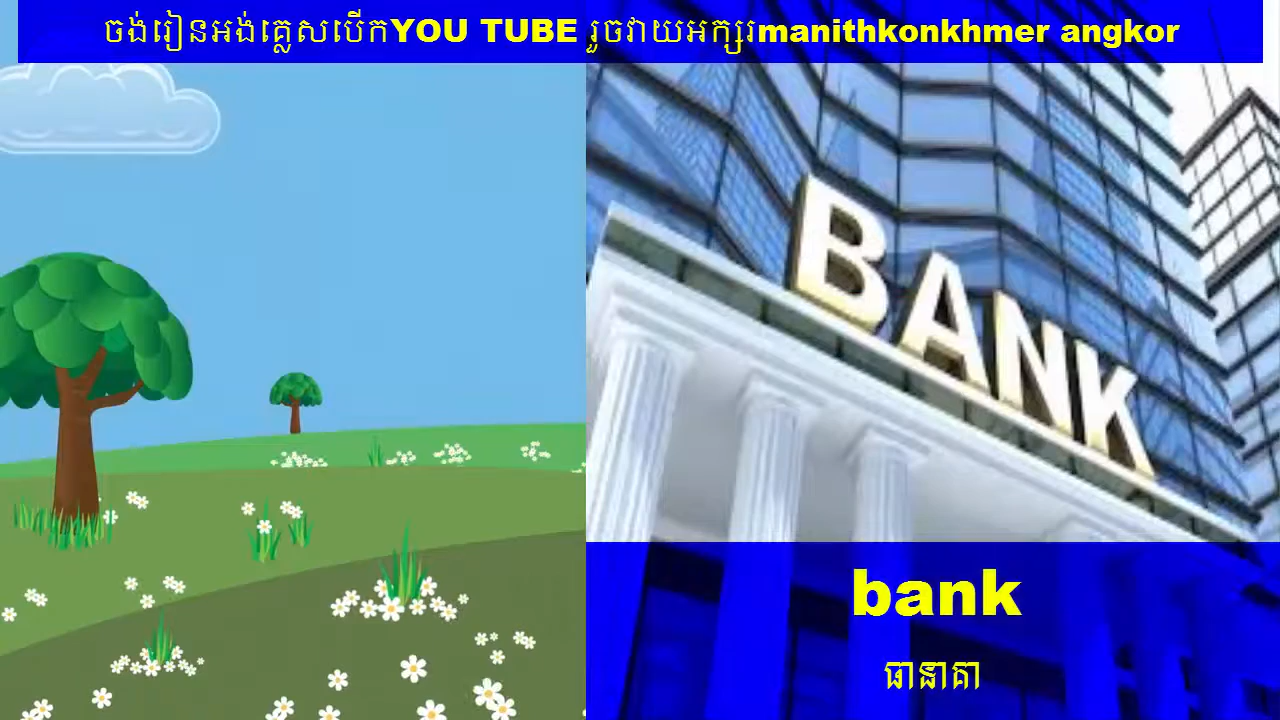 ចង់រៀនអង់គ្លេសបើកYOU TUBE រួចវាយអក្សរmanithkonkhmer angkor
BANK
bank
ធានាគា